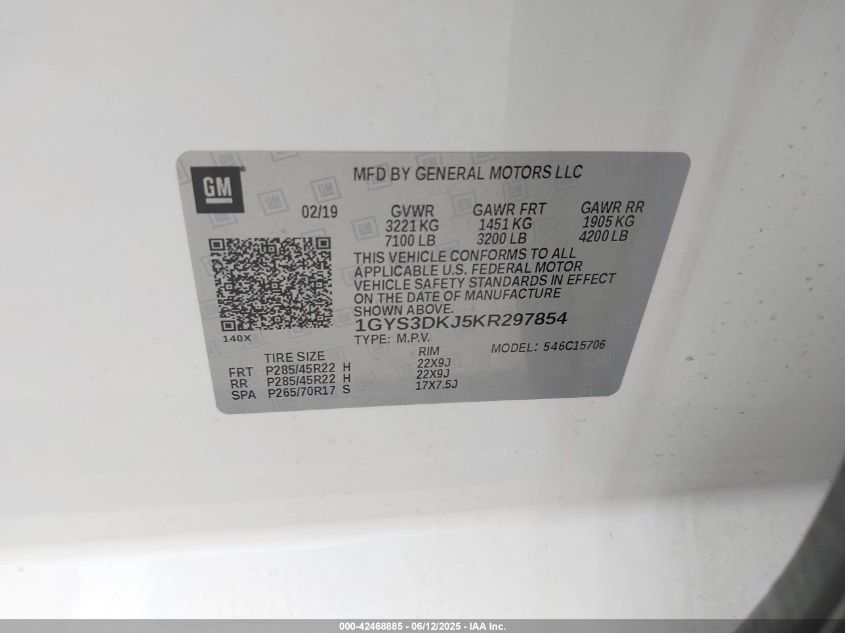 GM
MFD BY GENERAL MOTORS LLC
02/19 GVWR GAWR FRT GAWR RR
3221 KG 1451 KG 1905 KG
7100 LB 3200 LB 4200 LB
THIS VEHICLE CONFORMS TO ALL
APPLICABLE U.S. FEDERAL MOTOR
VEHICLE SAFETY STANDARDS IN EFFECT
ON THE DATE OF MANUFACTURE
SHOWN ABOVE.
140X
1GYS3DKJ5KR297854
TYPE: M.P.V. MODEL: 546C15706
TIRE SIZE RIM
FRT P285/45R22 H 22X9J
RR P285/45R22 H 22X9J
SPA P265/70R17 S 17X7.5J
000-42468885 - 06/12/2025 - IAA Inc.